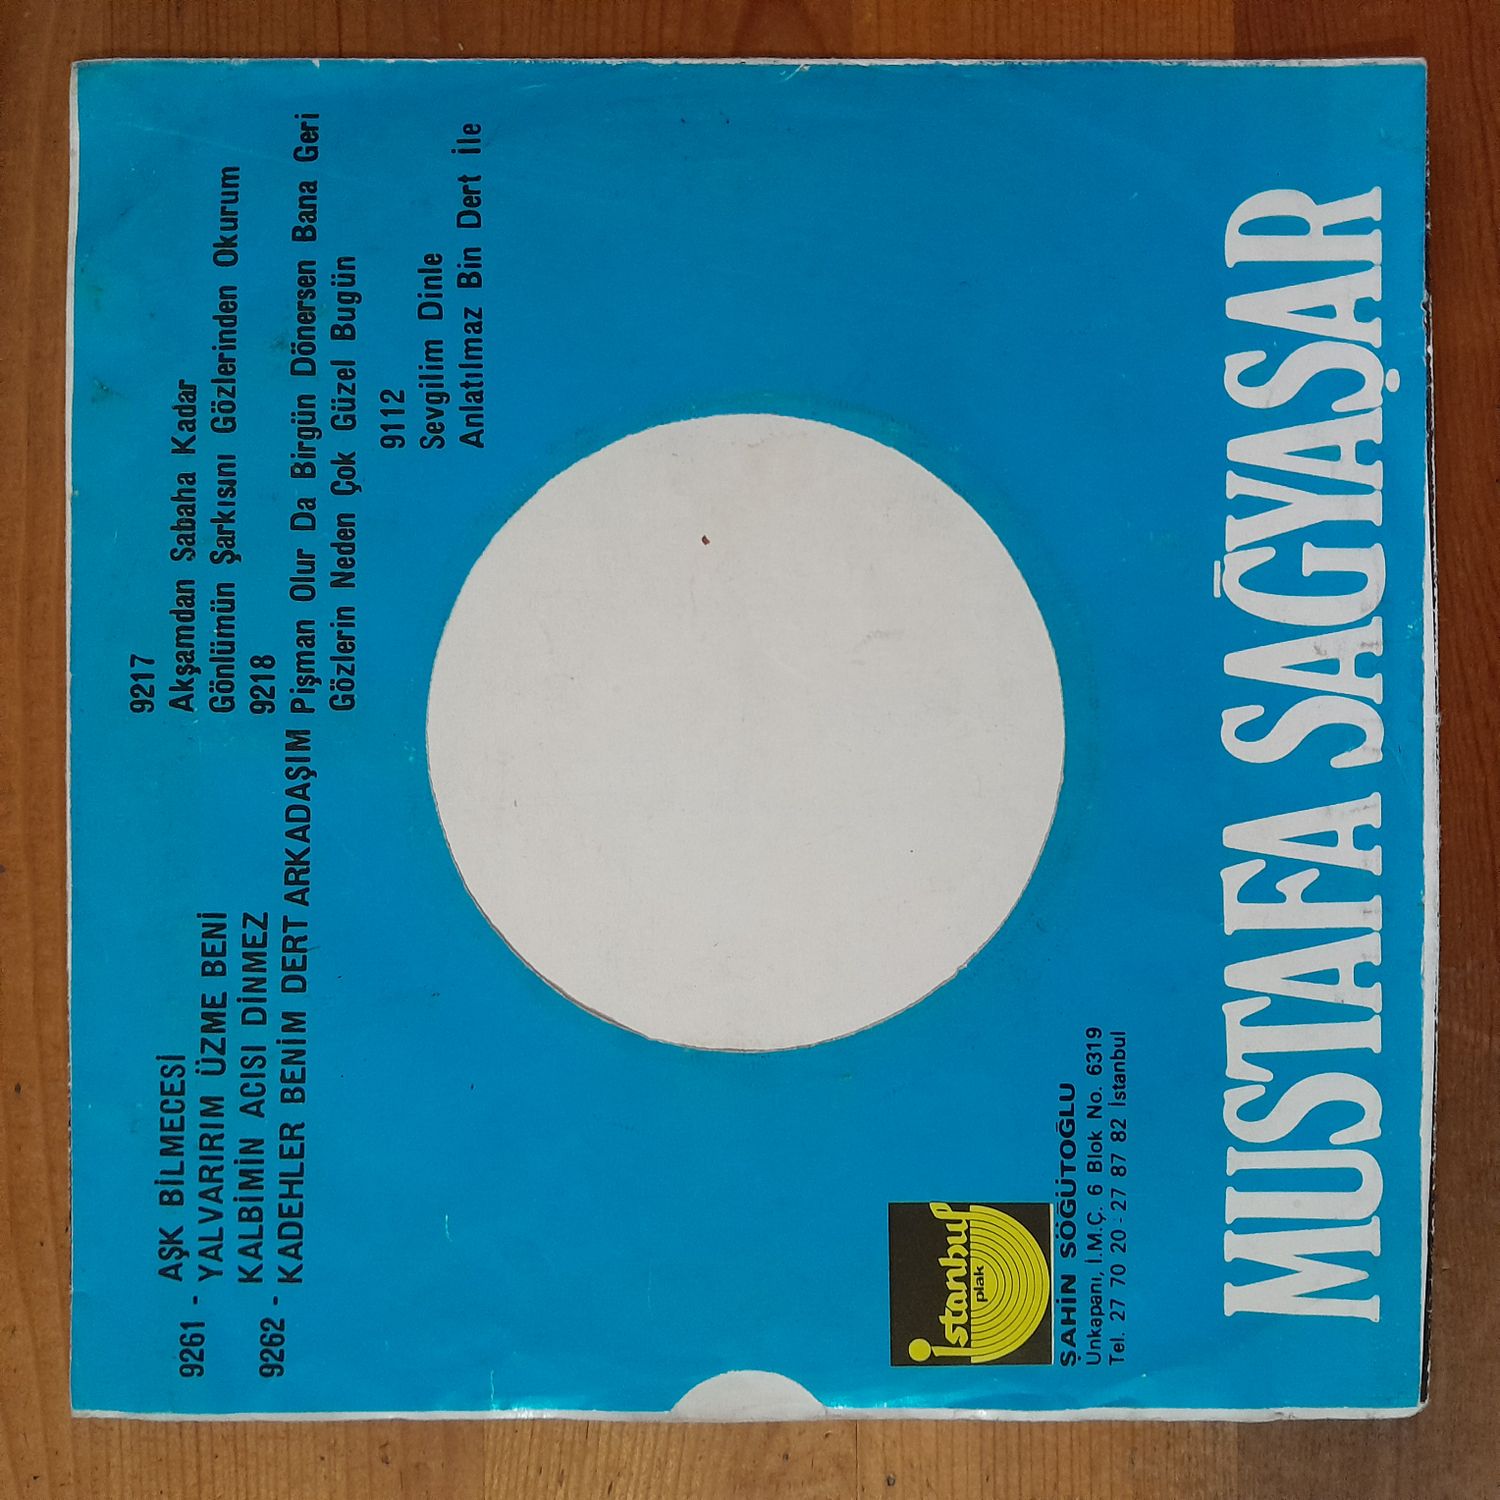 9261 - AŞK BİLMECESİ
YALVARIRIM ÜZME BENİ
KALBİMİN ACISI DİNMEZ
9262 - KADEHLER BENİM DERT ARKADAŞIM
9217
Akşamdan Sabaha Kadar
Gönlümün Şarkısını Gözlerinden Okurum
9218
Pişman Olur Da Birgün Dönersen Bana Geri
Gözlerin Neden Çok Güzel Bugün
9112
Sevgilim Dinle
Anlatılmaz Bin Dert İle
İstanbul
plak
ŞAHİN SÖĞÜTOĞLU
Unkapanı, İ.M.Ç. 6 Blok No. 6319
Tel. 27 70 20 - 27 87 82 İstanbul
MUSTAFA SAĞYAŞAR